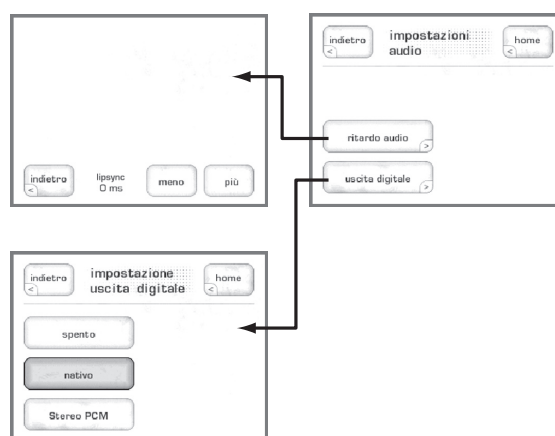 indietro
lipsync
0 ms
meno
più
indietro
impostazioni
audio
home
ritardo audio
uscita digitale
indietro
impostazione
uscita digitale
home
spento
nativo
Stereo PCM